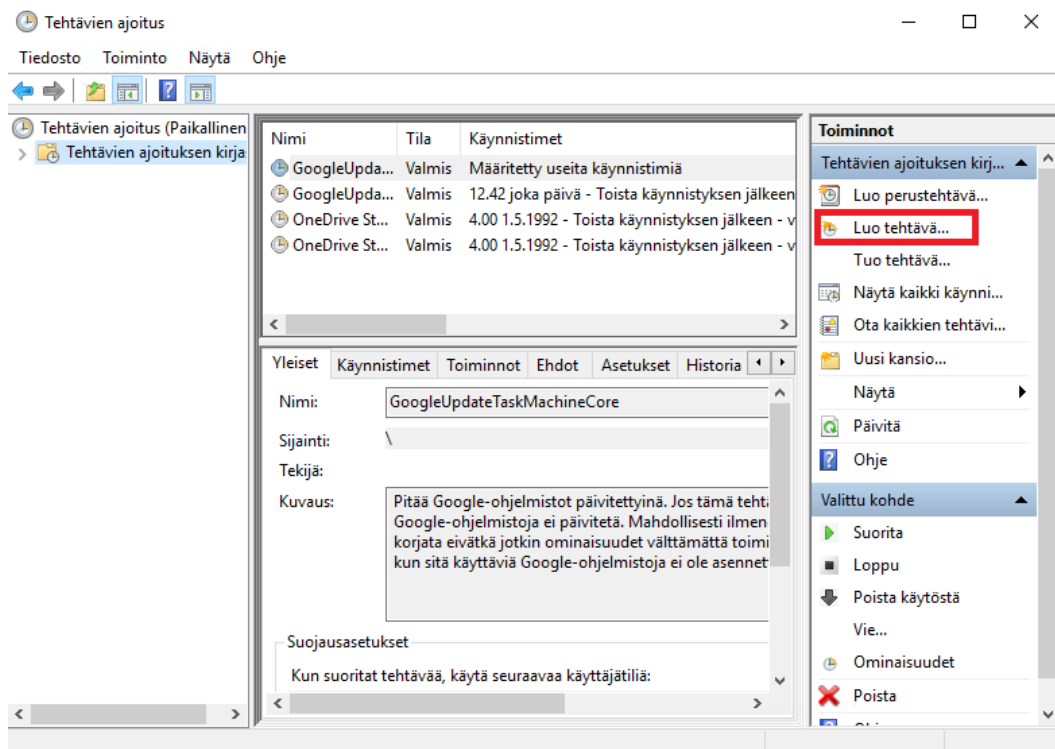 Tehtävien ajoitus
Tiedosto Toiminto Näytä Ohje
Tehtävien ajoitus (Paikallinen
Tehtävien ajoituksen kirja
Nimi Tila Käynnistimet
GoogleUpda... Valmis Määritetty useita käynnistimiä
GoogleUpda... Valmis 12.42 joka päivä - Toista käynnistyksen jälkeen
OneDrive St... Valmis 4.00 1.5.1992 - Toista käynnistyksen jälkeen - v
OneDrive St... Valmis 4.00 1.5.1992 - Toista käynnistyksen jälkeen - v
Yleiset Käynnistimet Toiminnot Ehdot Asetukset Historia
Nimi: GoogleUpdateTaskMachineCore
Sijainti: \
Tekijä:
Kuvaus: Pitää Google-ohjelmistot päivitettyinä. Jos tämä tehtä
Google-ohjelmistoja ei päivitetä. Mahdollisesti ilmen
korjata eivätkä jotkin ominaisuudet välttämättä toimi
kun sitä käyttäviä Google-ohjelmistoja ei ole asennet
Suojausasetukset
Kun suoritat tehtävää, käytä seuraavaa käyttäjätiliä:
Toiminnot
Tehtävien ajoituksen kirj...
Luo perustehtävä...
Luo tehtävä...
Tuo tehtävä...
Näytä kaikki käynni...
Ota kaikkien tehtävi...
Uusi kansio...
Näytä
Päivitä
Ohje
Valittu kohde
Suorita
Loppu
Poista käytöstä
Vie...
Ominaisuudet
Poista